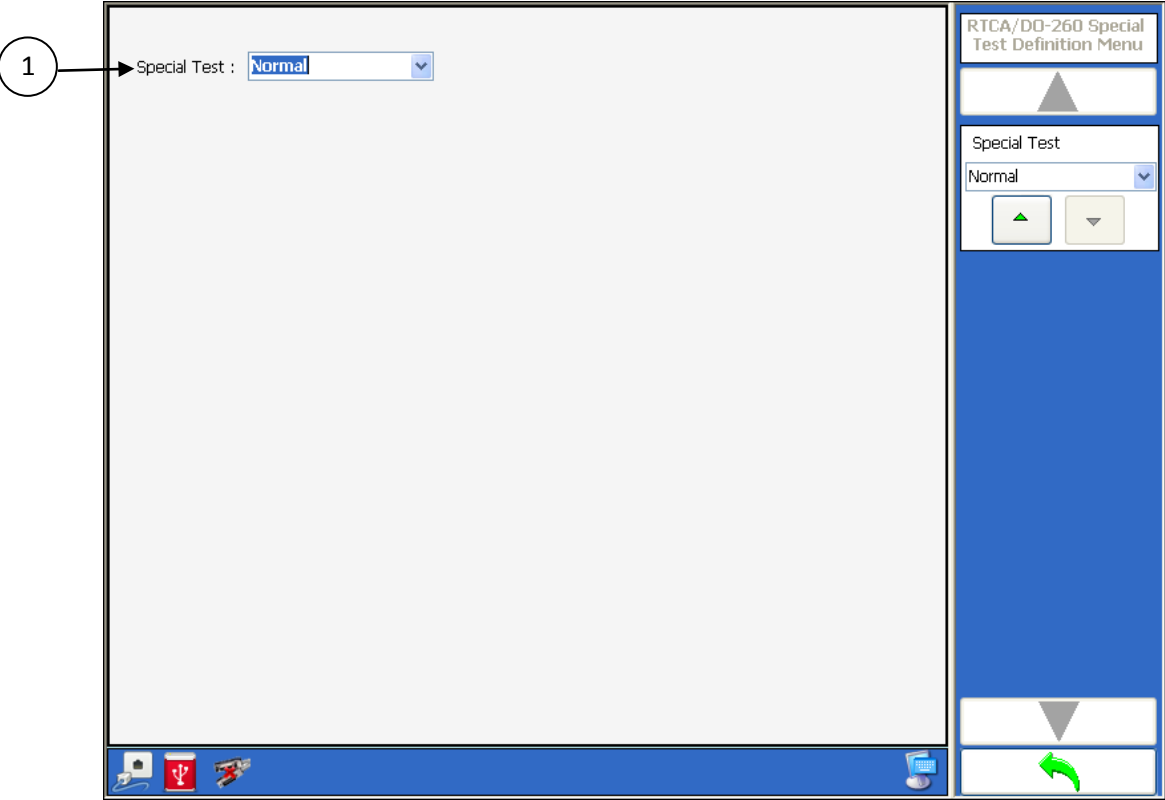 1
Special Test : Normal
RTCA/DO-260 Special
Test Definition Menu
Special Test
Normal